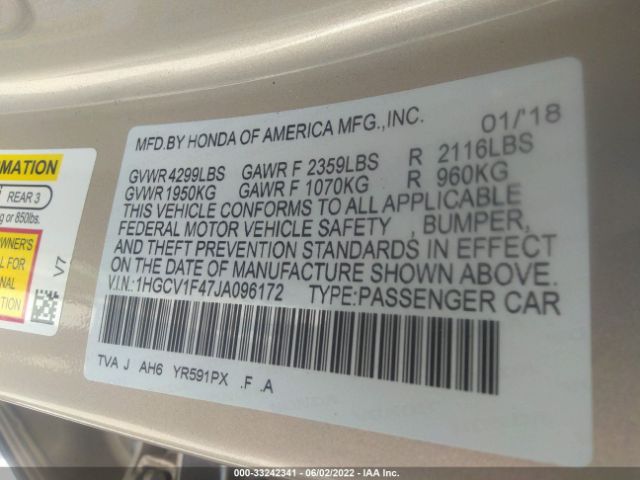 MFD.BY HONDA OF AMERICA MFG.,INC. 01/'18
GVWR 4299LBS GAWR F 2359LBS R 2116LBS
GVWR 1950KG GAWR F 1070KG R 960KG
THIS VEHICLE CONFORMS TO ALL APPLICABLE
FEDERAL MOTOR VEHICLE SAFETY , BUMPER,
AND THEFT PREVENTION STANDARDS IN EFFECT
ON THE DATE OF MANUFACTURE SHOWN ABOVE.
V.I.N.:1HGCV1F47JA096172 TYPE:PASSENGER CAR
TVA J AH6 YR591PX .F .A
REAR 3
or 850lbs.
FOR
V7
000-33242341 - 06/02/2022 - IAA Inc.